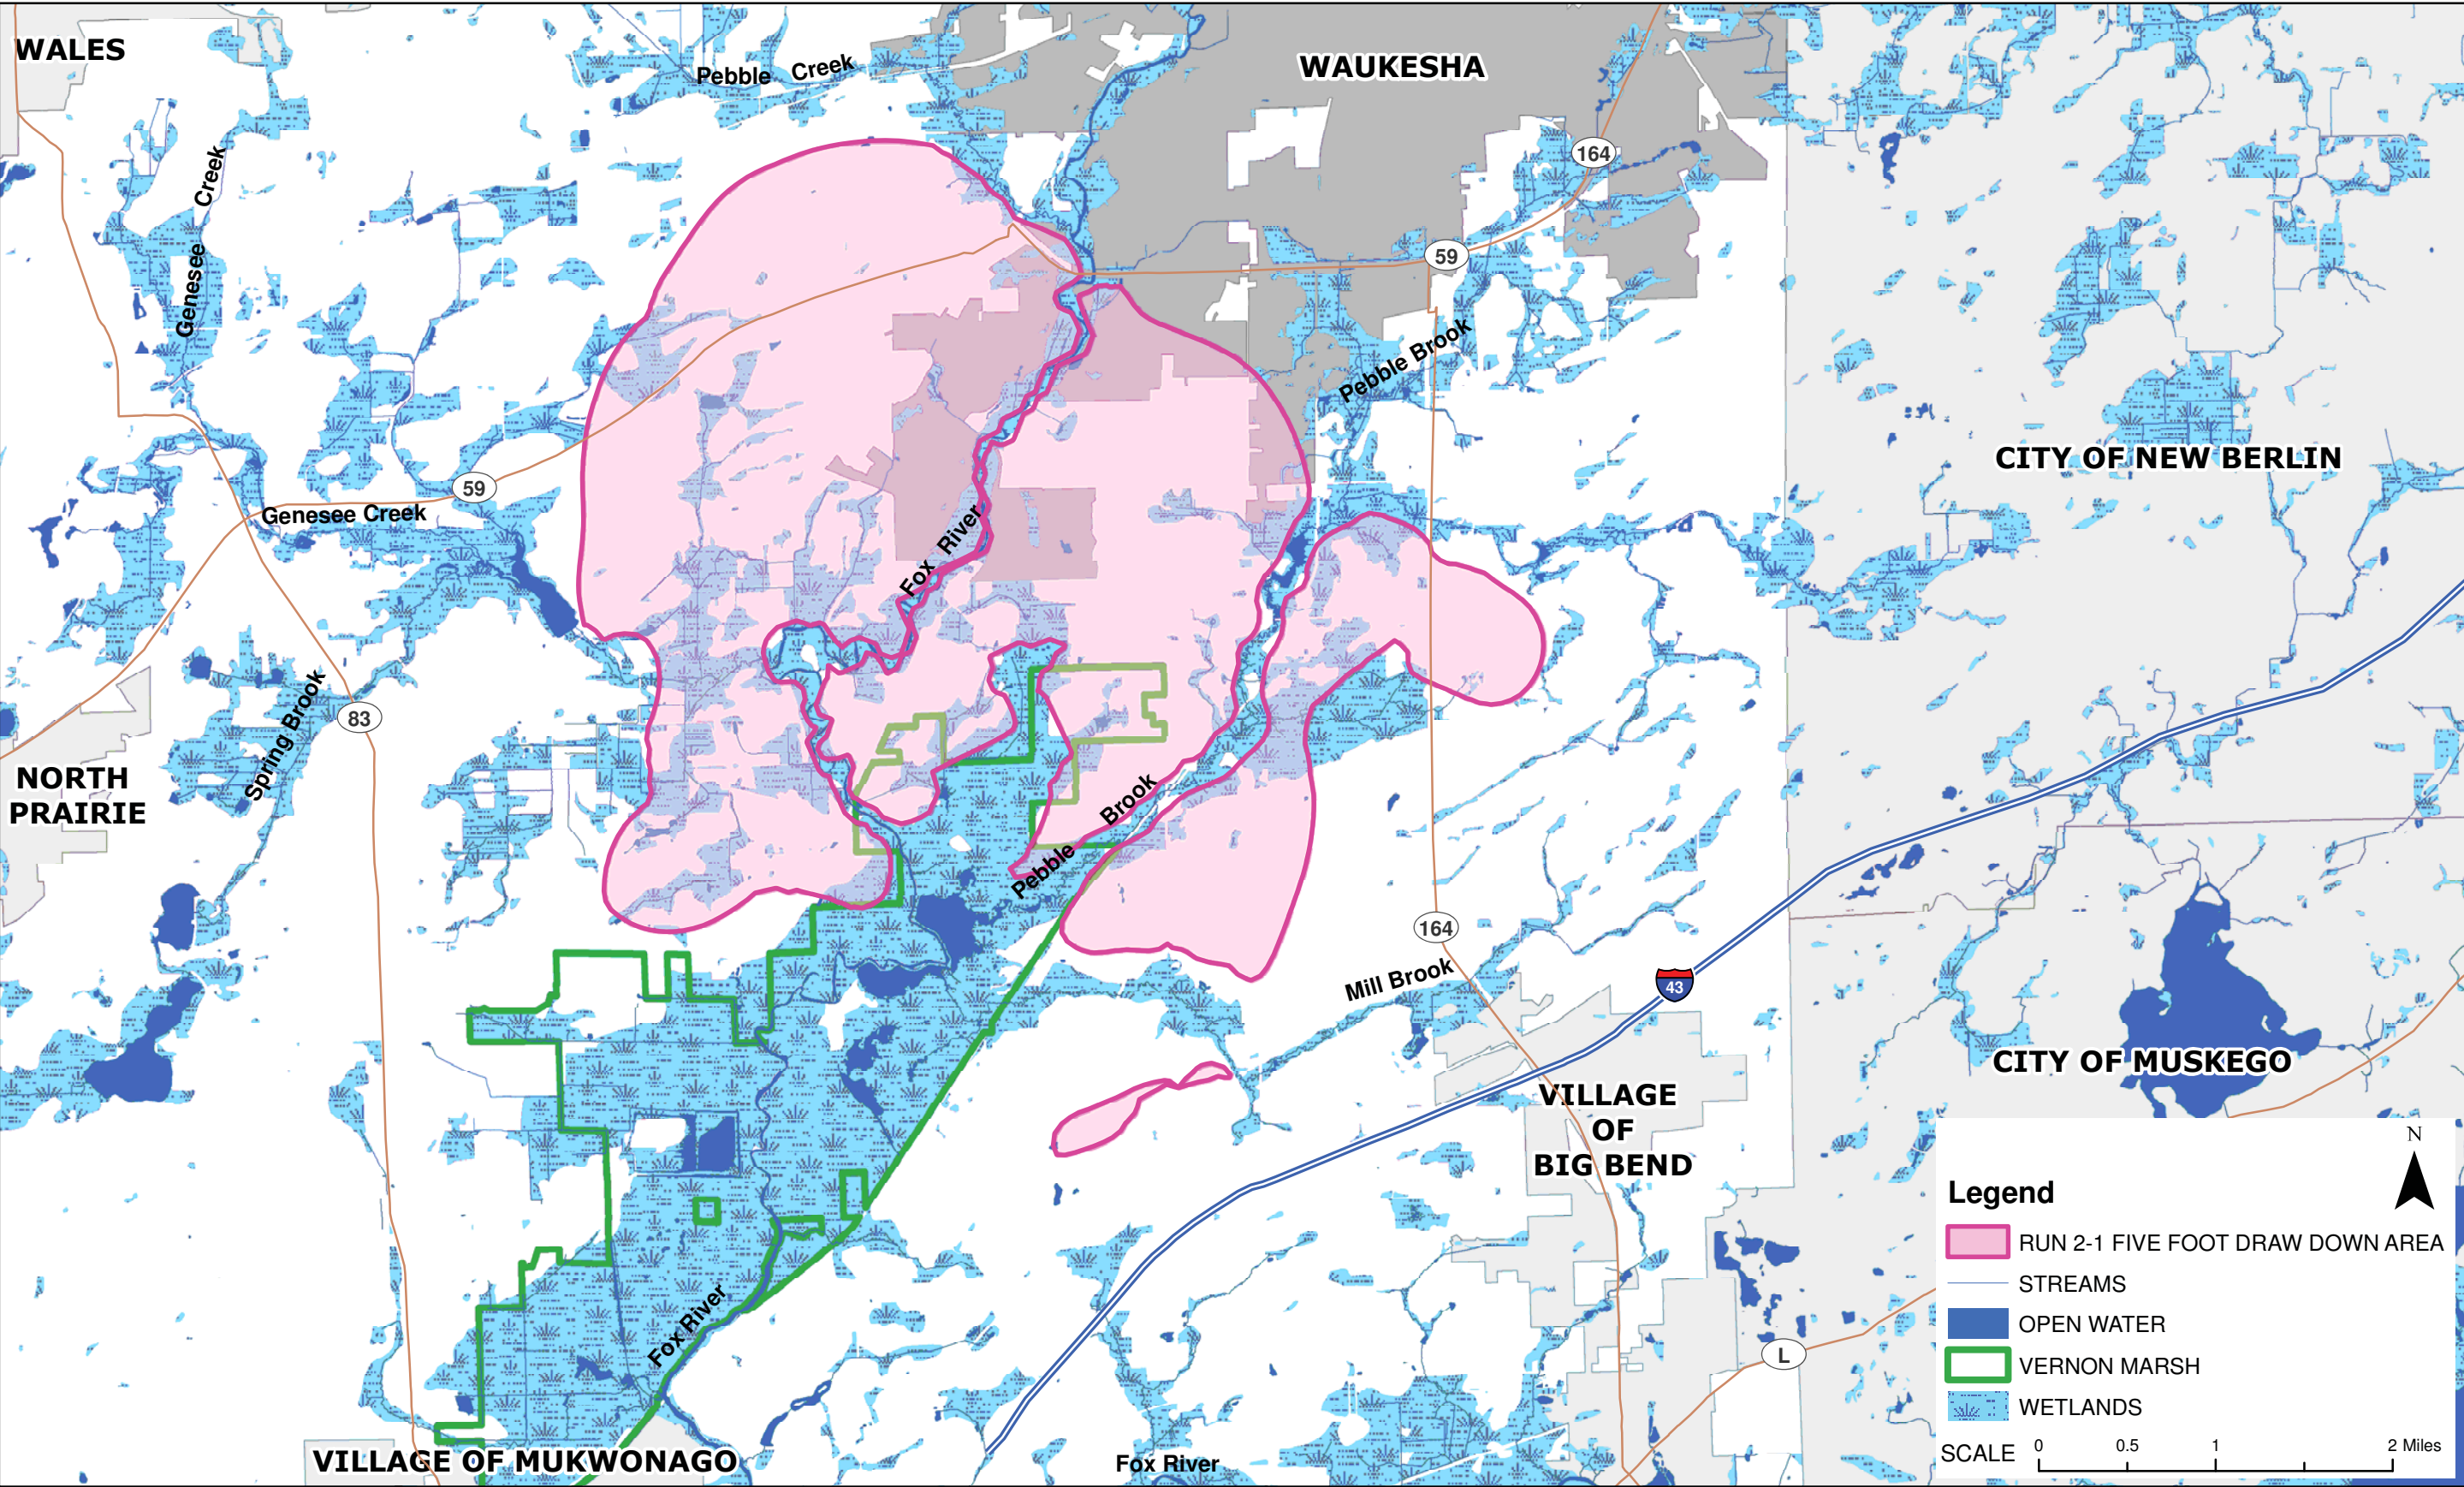 WALES
Pebble Creek
WAUKESHA
164
Genesee Creek
59
Pebble Brook
CITY OF NEW BERLIN
59
Genesee Creek
Fox River
Spring Brook
83
NORTH
PRAIRIE
Pebble Brook
164
Mill Brook
43
CITY OF MUSKEGO
VILLAGE
OF
BIG BEND
Fox River
L
VILLAGE OF MUKWONAGO
Fox River
N
Legend
RUN 2-1 FIVE FOOT DRAW DOWN AREA
STREAMS
OPEN WATER
VERNON MARSH
WETLANDS
SCALE 0 0.5 1 2 Miles